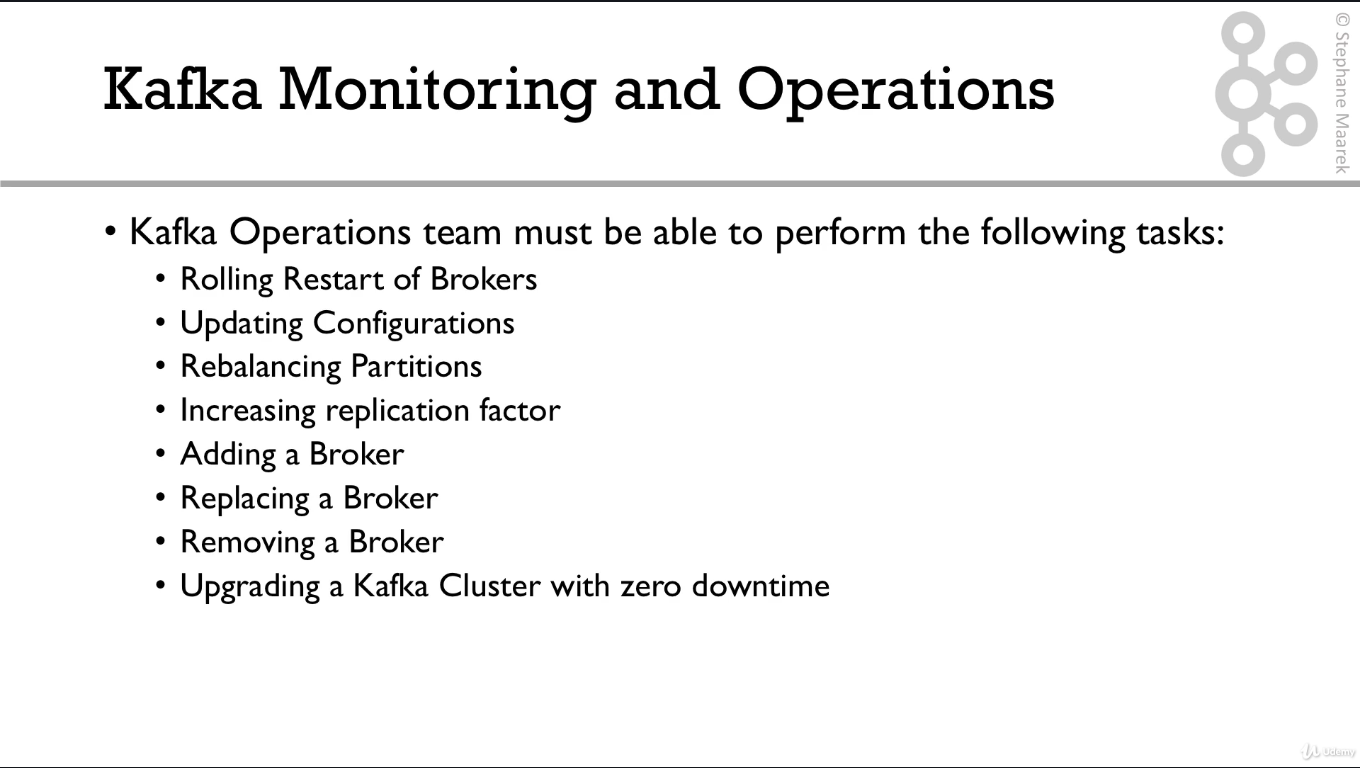 Kafka Monitoring and Operations
© Stephane Maarek
• Kafka Operations team must be able to perform the following tasks:
• Rolling Restart of Brokers
• Updating Configurations
• Rebalancing Partitions
• Increasing replication factor
• Adding a Broker
• Replacing a Broker
• Removing a Broker
• Upgrading a Kafka Cluster with zero downtime
Udemy